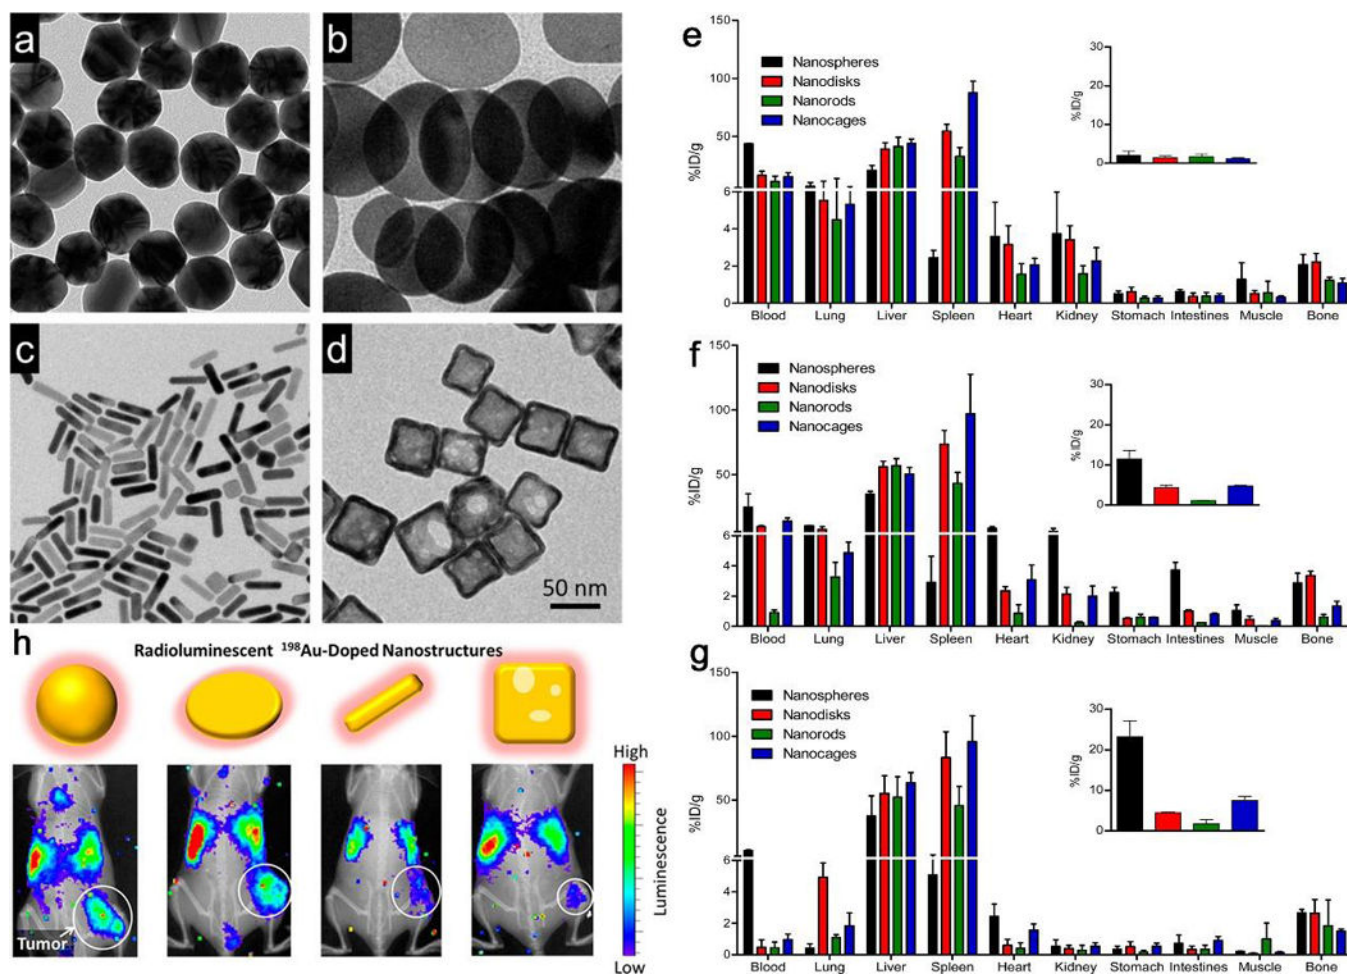 a
b
c
d
50 nm
e
150
100
50
6
4
2
0
%ID/g
Nanospheres
Nanodisks
Nanorods
Nanocages
30
20
10
0
%ID/g
Blood Lung Liver Spleen Heart Kidney Stomach Intestines Muscle Bone
f
150
100
50
6
4
2
0
%ID/g
Nanospheres
Nanodisks
Nanorods
Nanocages
30
20
10
0
%ID/g
Blood Lung Liver Spleen Heart Kidney Stomach Intestines Muscle Bone
g
150
100
50
6
4
2
0
%ID/g
Nanospheres
Nanodisks
Nanorods
Nanocages
30
20
10
0
%ID/g
Blood Lung Liver Spleen Heart Kidney Stomach Intestines Muscle Bone
h
Radioluminescent ¹⁹⁸Au-Doped Nanostructures
Tumor
High
Luminescence
Low